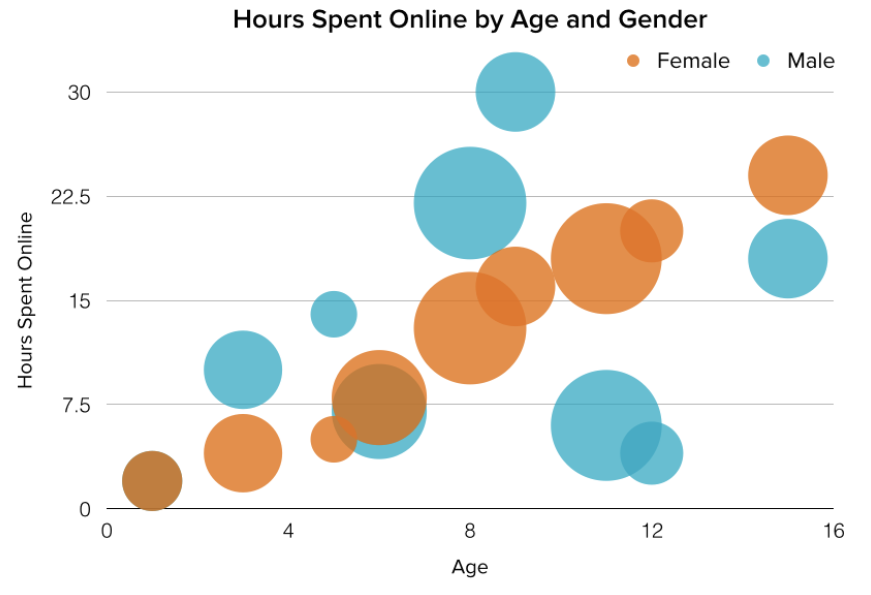 Hours Spent Online by Age and Gender
Female Male
30
22.5
15
7.5
0
Hours Spent Online
0 4 8 12 16
Age